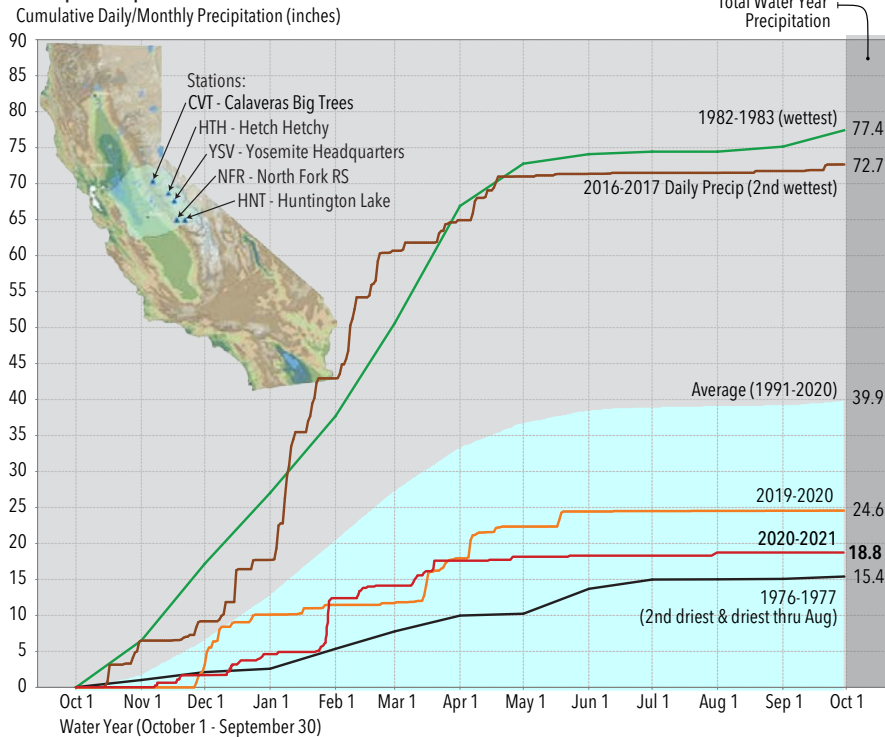 Total Water Year
Precipitation
Cumulative Daily/Monthly Precipitation (inches)
90
85
80
75
70
65
60
55
50
45
40
35
30
25
20
15
10
5
0
Stations:
CVT - Calaveras Big Trees
HTH - Hetch Hetchy
YSV - Yosemite Headquarters
NFR - North Fork RS
HNT - Huntington Lake
1982-1983 (wettest)
77.4
72.7
2016-2017 Daily Precip (2nd wettest)
Average (1991-2020)
39.9
2019-2020
24.6
2020-2021
18.8
15.4
1976-1977
(2nd driest & driest thru Aug)
Oct 1 Nov 1 Dec 1 Jan 1 Feb 1 Mar 1 Apr 1 May 1 Jun 1 Jul 1 Aug 1 Sep 1 Oct 1
Water Year (October 1 - September 30)